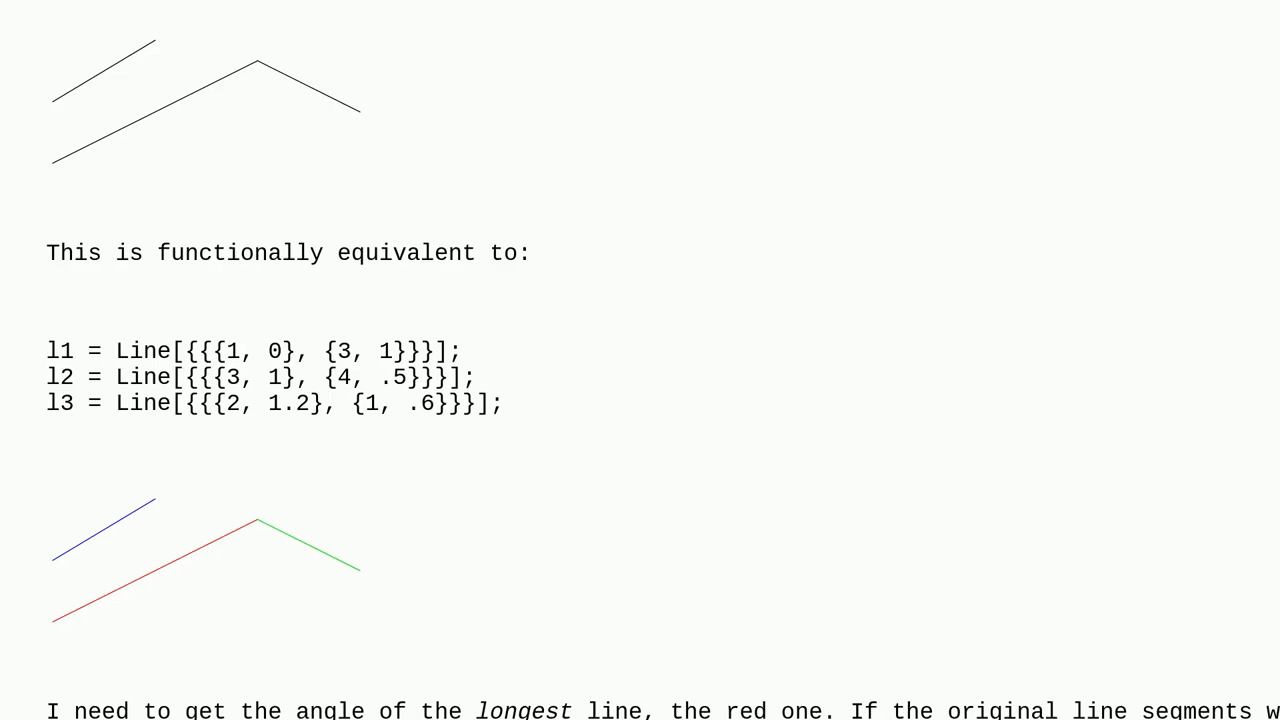 This is functionally equivalent to:
l1 = Line[{{{1, 0}, {3, 1}}}];
l2 = Line[{{{3, 1}, {4, .5}}}];
l3 = Line[{{{2, 1.2}, {1, .6}}}];
I need to get the angle of the longest line, the red one. If the original line segments